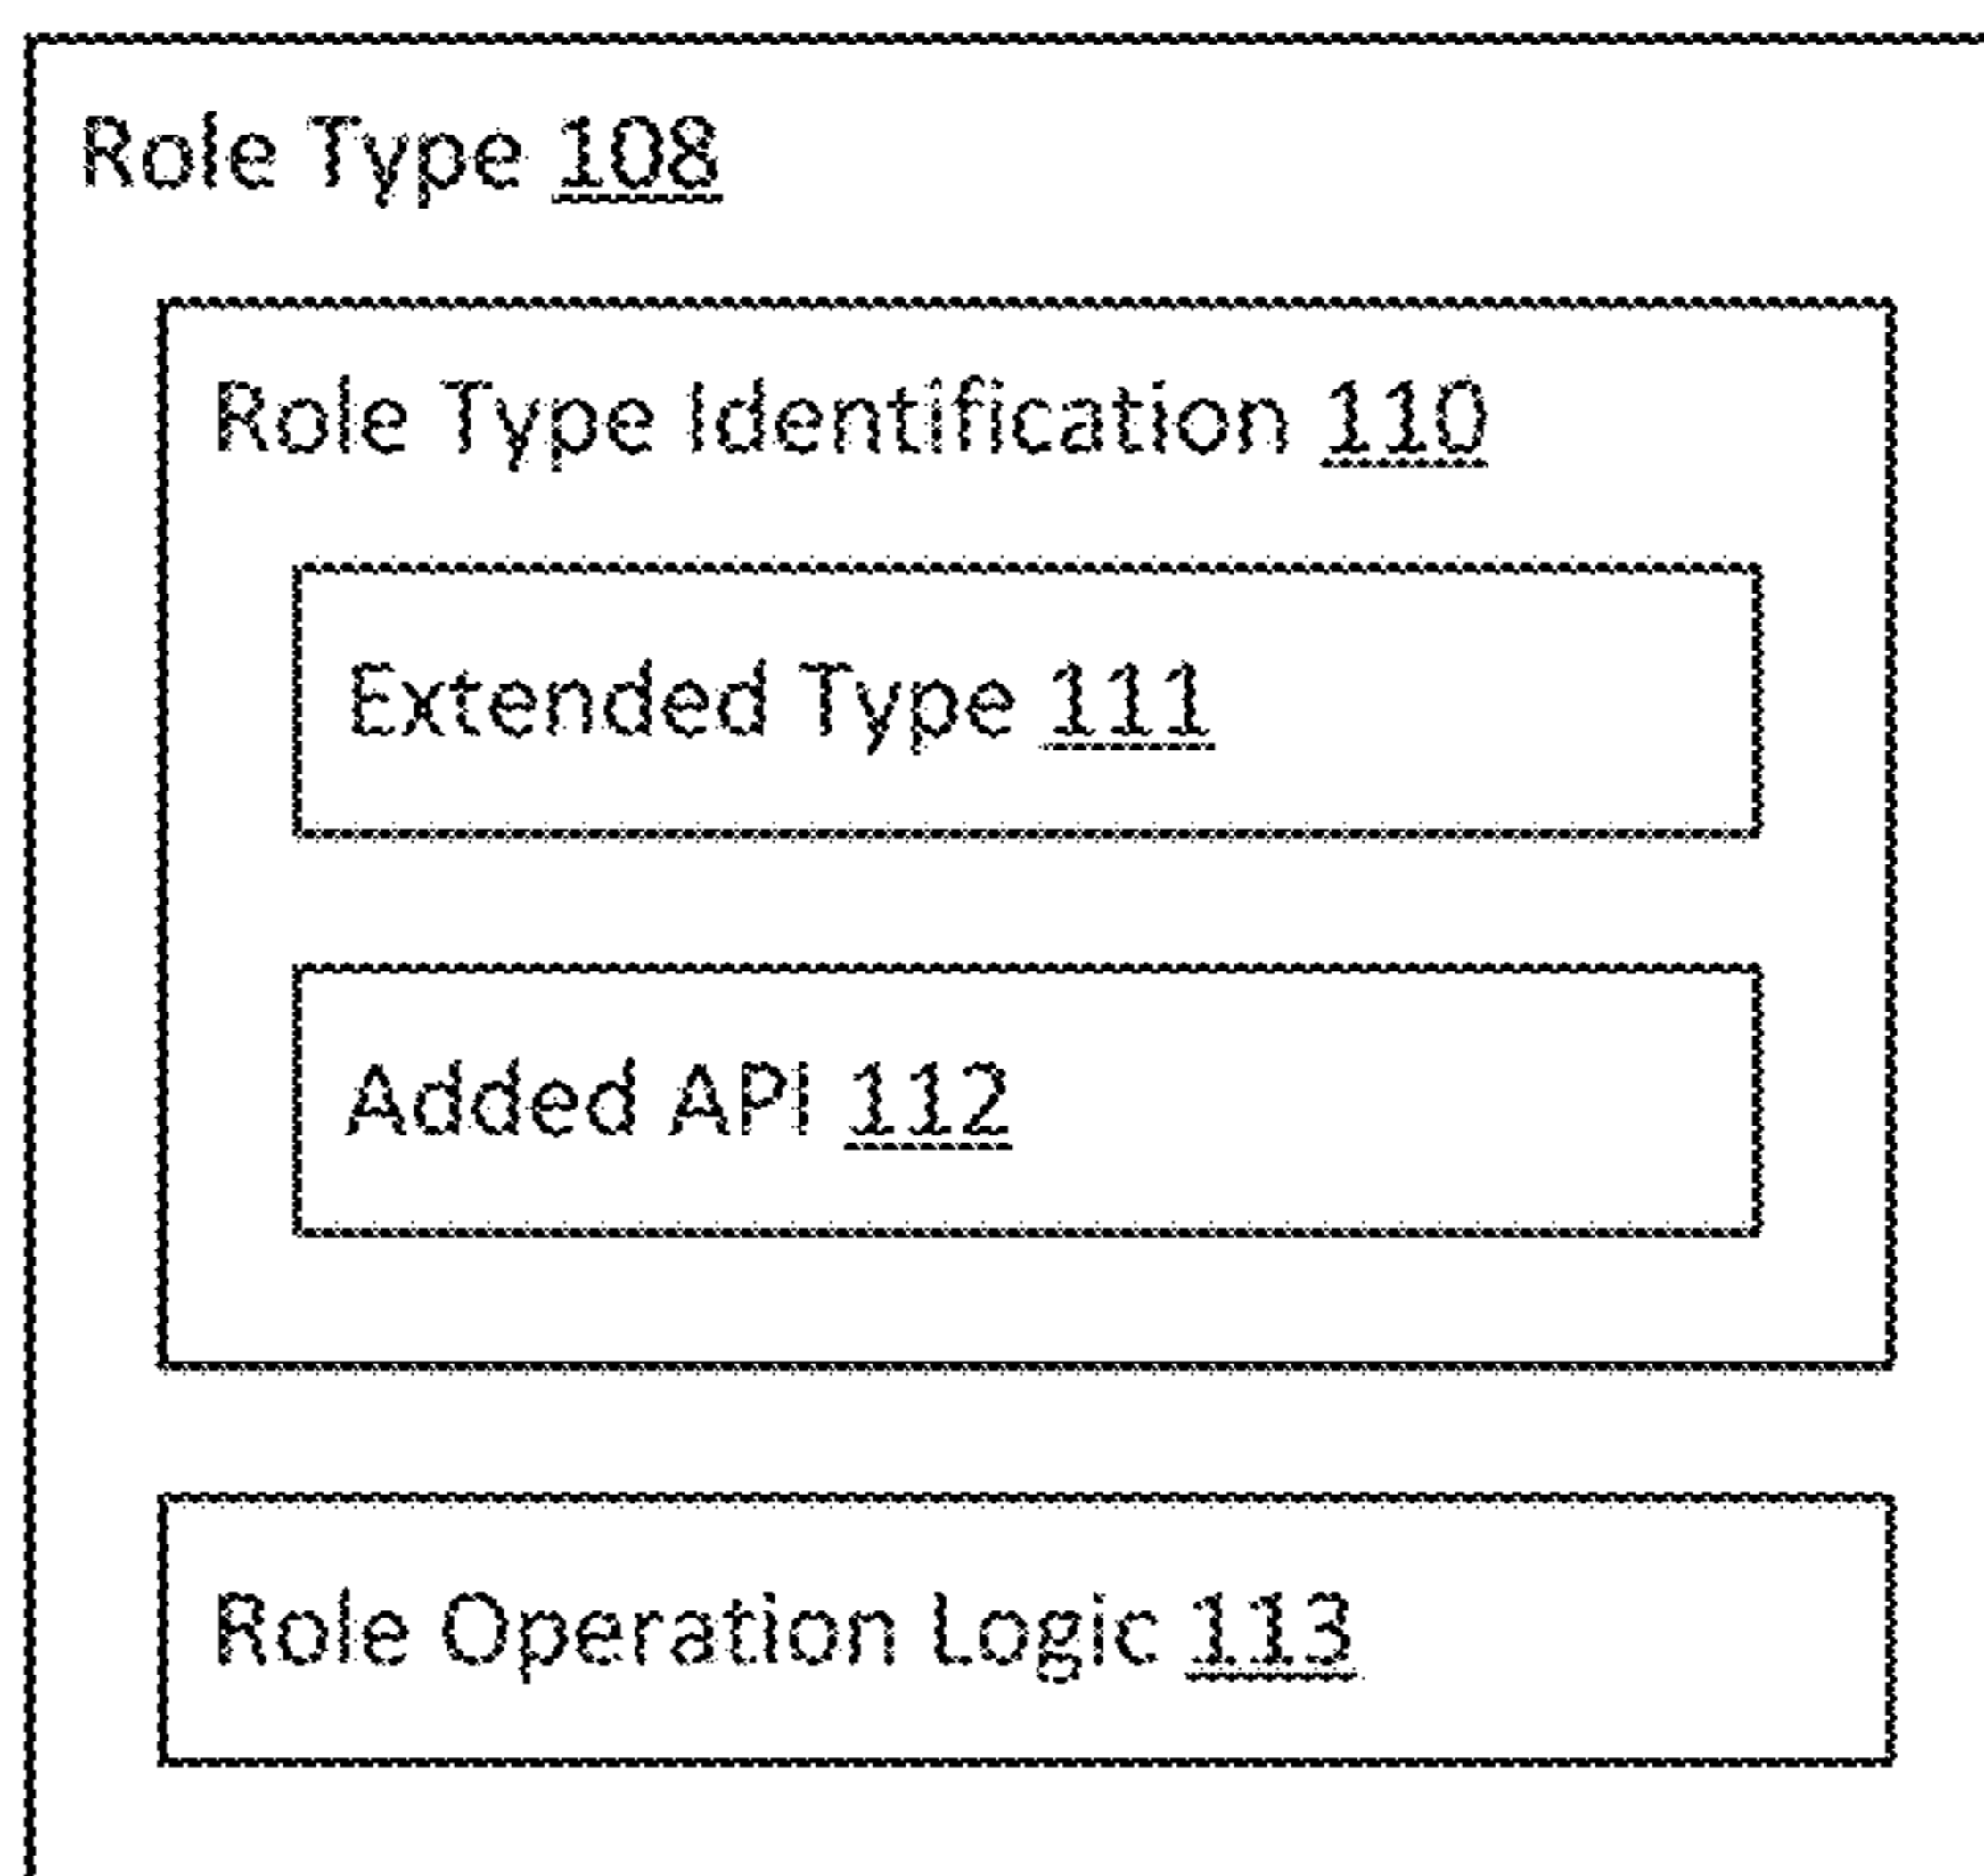 Role Type 108
Role Type Identification 110
Extended Type 111
Added API 112
Role Operation Logic 113